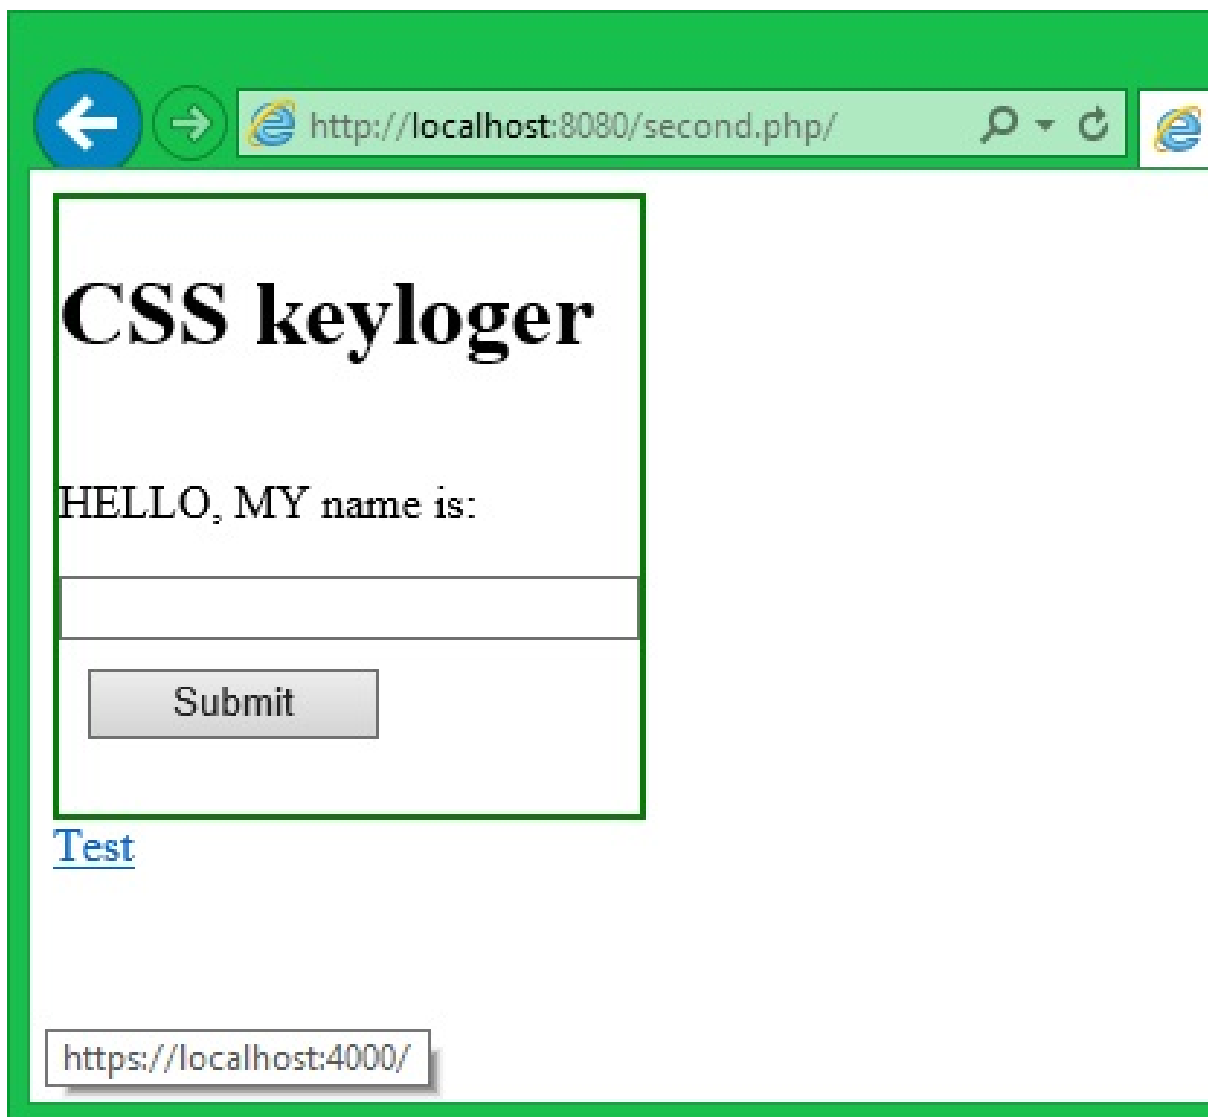 http://localhost:8080/second.php/
CSS keyloger
HELLO, MY name is:
Submit
Test
https://localhost:4000/